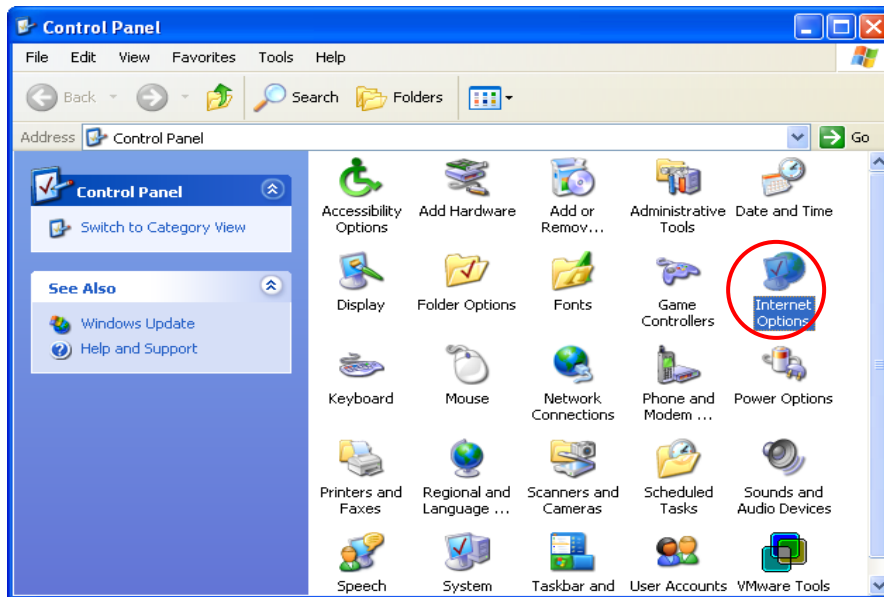 Control Panel
File Edit View Favorites Tools Help
Back Search Folders
Address Control Panel Go
Control Panel
Switch to Category View
See Also
Windows Update
Help and Support
Accessibility Options
Add Hardware
Add or Remov...
Administrative Tools
Date and Time
Display
Folder Options
Fonts
Game Controllers
Internet Options
Keyboard
Mouse
Network Connections
Phone and Modem ...
Power Options
Printers and Faxes
Regional and Language ...
Scanners and Cameras
Scheduled Tasks
Sounds and Audio Devices
Speech
System
Taskbar and
User Accounts
VMware Tools